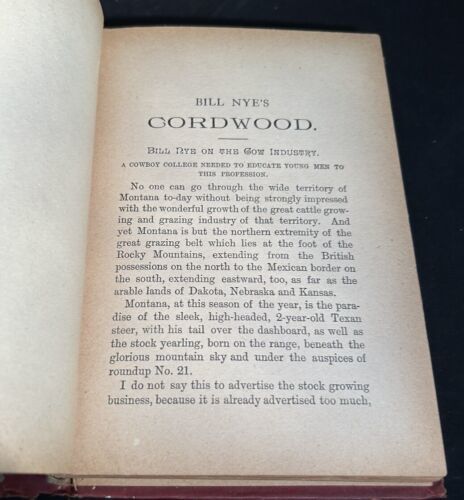 BILL NYE'S
CORDWOOD.
BILL NYE ON THE COW INDUSTRY.
A COWBOY COLLEGE NEEDED TO EDUCATE YOUNG MEN TO
THIS PROFESSION.
No one can go through the wide territory of
Montana to-day without being strongly impressed
with the wonderful growth of the great cattle grow-
ing and grazing industry of that territory. And
yet Montana is but the northern extremity of the
great grazing belt which lies at the foot of the
Rocky Mountains, extending from the British
possessions on the north to the Mexican border on
the south, extending eastward, too, as far as the
arable lands of Dakota, Nebraska and Kansas.
Montana, at this season of the year, is the para-
dise of the sleek, high-headed, 2-year-old Texan
steer, with his tail over the dashboard, as well as
the stock yearling, born on the range, beneath the
glorious mountain sky and under the auspices of
roundup No. 21.
I do not say this to advertise the stock growing
business, because it is already advertised too much,